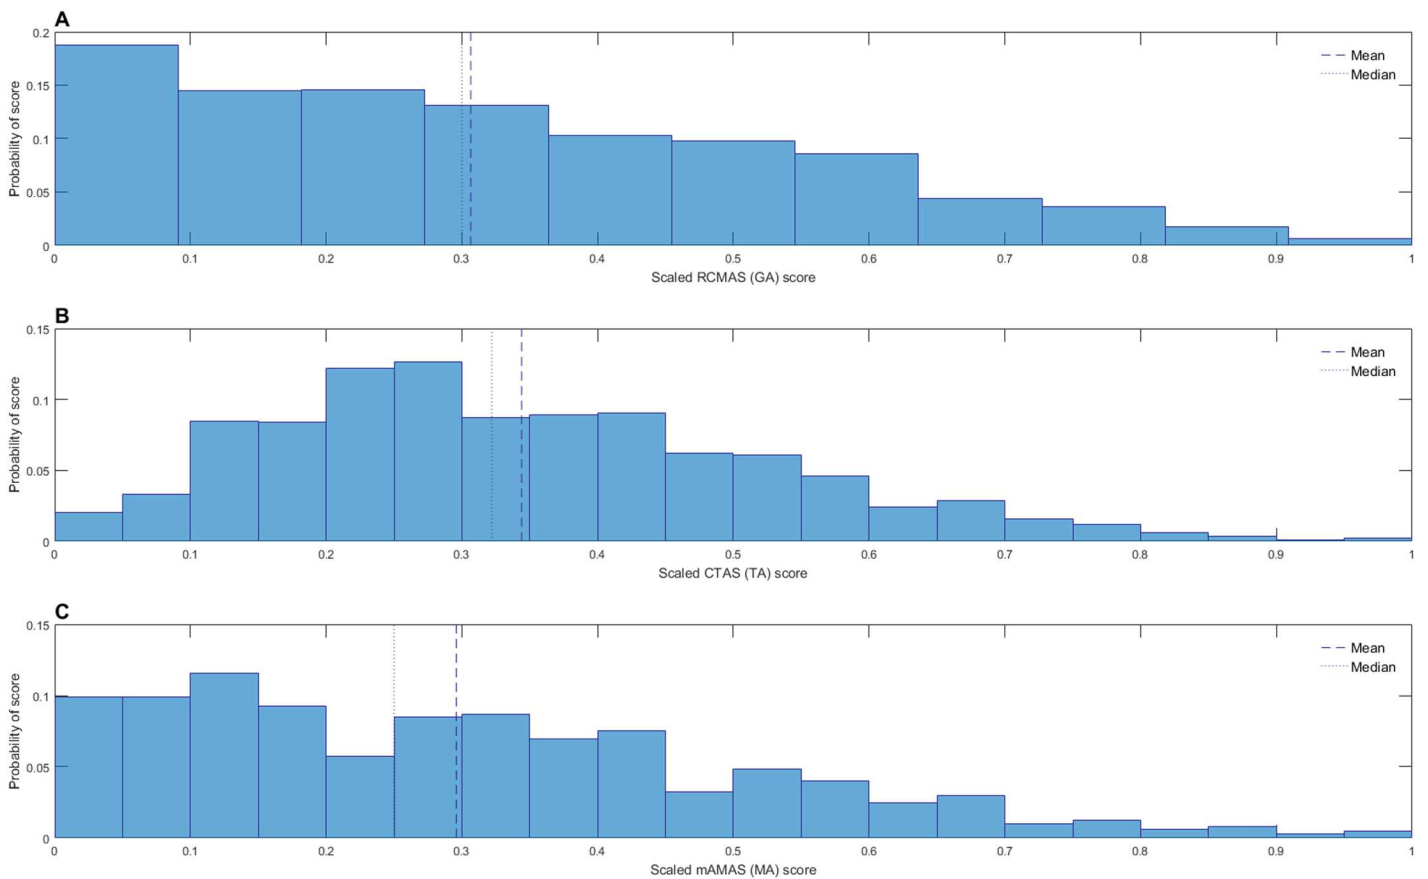 A
0.2
0.15
0.1
0.05
0
Probability of score
Mean
Median
0 0.1 0.2 0.3 0.4 0.5 0.6 0.7 0.8 0.9 1
Scaled RCMAS (GA) score
B
0.15
0.1
0.05
0
Probability of score
Mean
Median
0 0.1 0.2 0.3 0.4 0.5 0.6 0.7 0.8 0.9 1
Scaled CTAS (TA) score
C
0.15
0.1
0.05
0
Probability of score
Mean
Median
0 0.1 0.2 0.3 0.4 0.5 0.6 0.7 0.8 0.9 1
Scaled mAMAS (MA) score